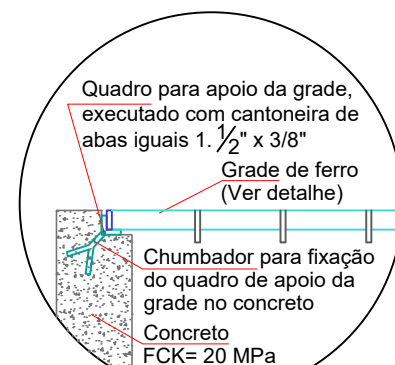 Quadro para apoio da grade,
executado com cantoneira de
abas iguais 1.½" x 3/8"
Grade de ferro
(Ver detalhe)
Chumbador para fixação
do quadro de apoio da
grade no concreto
Concreto
FCK= 20 MPa